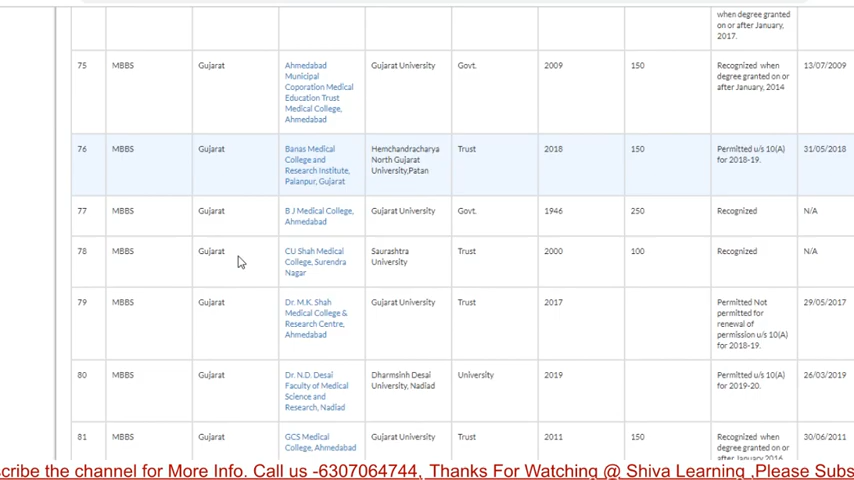 when degree granted
on or after January,
2017.
75 MBBS Gujarat Ahmedabad Gujarat University Govt. 2009 150 Recognized when 13/07/2009
Municipal degree granted on or
Coporation Medical after January, 2014
Education Trust
Medical College,
Ahmedabad
76 MBBS Gujarat Banas Medical Hemchandracharya Trust 2018 150 Permitted u/s 10(A) 31/05/2018
College and North Gujarat for 2018-19.
Research Institute, University,Patan
Palanpur, Gujarat
77 MBBS Gujarat B J Medical College, Gujarat University Govt. 1946 250 Recognized N/A
Ahmedabad
78 MBBS Gujarat CU Shah Medical Saurashtra Trust 2000 100 Recognized N/A
College, Surendra University
Nagar
79 MBBS Gujarat Dr. M.K. Shah Gujarat University Trust 2017 Permitted Not 29/05/2017
Medical College & permitted for
Research Centre, renewal of
Ahmedabad permission u/s 10(A)
for 2018-19.
80 MBBS Gujarat Dr. N.D. Desai Dharmsinh Desai University 2019 Permitted u/s 10(A) 26/03/2019
Faculty of Medical University, Nadiad for 2019-20.
Science and
Research, Nadiad
81 MBBS Gujarat GCS Medical Gujarat University Trust 2011 150 Recognized when 30/06/2011
College, Ahmedabad degree granted on or
after January 2016
scribe the channel for More Info. Call us -6307064744, Thanks For Watching @ Shiva Learning ,Please Subs